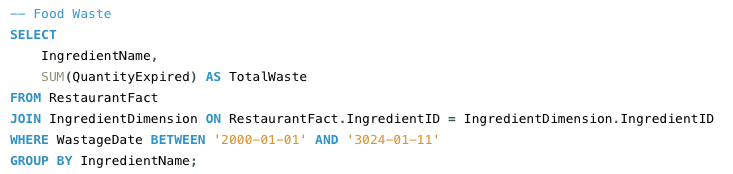 -- Food Waste
SELECT
    IngredientName,
    SUM(QuantityExpired) AS TotalWaste
FROM RestaurantFact
JOIN IngredientDimension ON RestaurantFact.IngredientID = IngredientDimension.IngredientID
WHERE WastageDate BETWEEN '2000-01-01' AND '3024-01-11'
GROUP BY IngredientName;